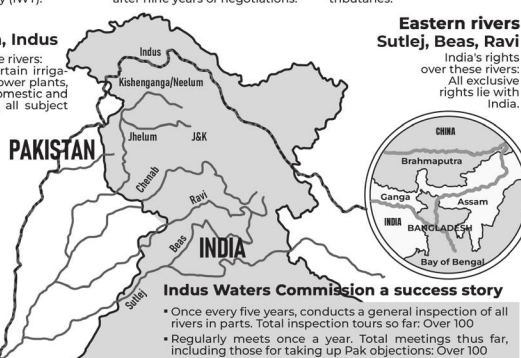 (IWT).
after nine years of negotiations.
tributaries.
, Indus
e rivers:
rtain irriga-
ower plants,
omestic and
all subject
Eastern rivers
Sutlej, Beas, Ravi
India's rights
over these rivers:
All exclusive
rights lie with
India.
Indus
Kishenganga/Neelum
PAKISTAN
Jhelum
J&K
Chenab
Ravi
Beas
INDIA
Sutlej
CHINA
Brahmaputra
Ganga
Assam
INDIA
BANGLADESH
Bay of Bengal
Indus Waters Commission a success story
▪ Once every five years, conducts a general inspection of all
rivers in parts. Total inspection tours so far: Over 100
▪ Regularly meets once a year. Total meetings thus far,
including those for taking up Pak objections: Over 100